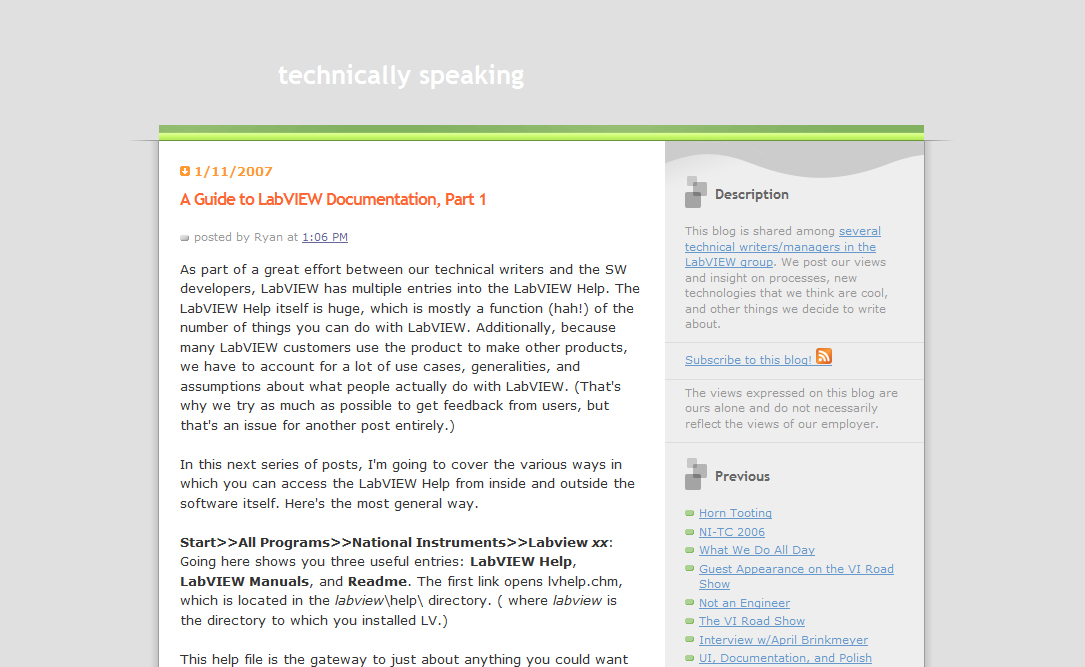 technically speaking
1/11/2007
A Guide to LabVIEW Documentation, Part 1
posted by Ryan at 1:06 PM
As part of a great effort between our technical writers and the SW
developers, LabVIEW has multiple entries into the LabVIEW Help. The
LabVIEW Help itself is huge, which is mostly a function (hah!) of the
number of things you can do with LabVIEW. Additionally, because
many LabVIEW customers use the product to make other products,
we have to account for a lot of use cases, generalities, and
assumptions about what people actually do with LabVIEW. (That's
why we try as much as possible to get feedback from users, but
that's an issue for another post entirely.)
In this next series of posts, I'm going to cover the various ways in
which you can access the LabVIEW Help from inside and outside the
software itself. Here's the most general way.
Start>>All Programs>>National Instruments>>Labview xx:
Going here shows you three useful entries: LabVIEW Help,
LabVIEW Manuals, and Readme. The first link opens lvhelp.chm,
which is located in the labview\help\ directory. ( where labview is
the directory to which you installed LV.)
This help file is the gateway to just about anything you could want
Description
This blog is shared among several
technical writers/managers in the
LabVIEW group. We post our views
and insight on processes, new
technologies that we think are cool,
and other things we decide to write
about.
Subscribe to this blog!
The views expressed on this blog are
ours alone and do not necessarily
reflect the views of our employer.
Previous
Horn Tooting
NI-TC 2006
What We Do All Day
Guest Appearance on the VI Road
Show
Not an Engineer
The VI Road Show
Interview w/April Brinkmeyer
UI, Documentation, and Polish